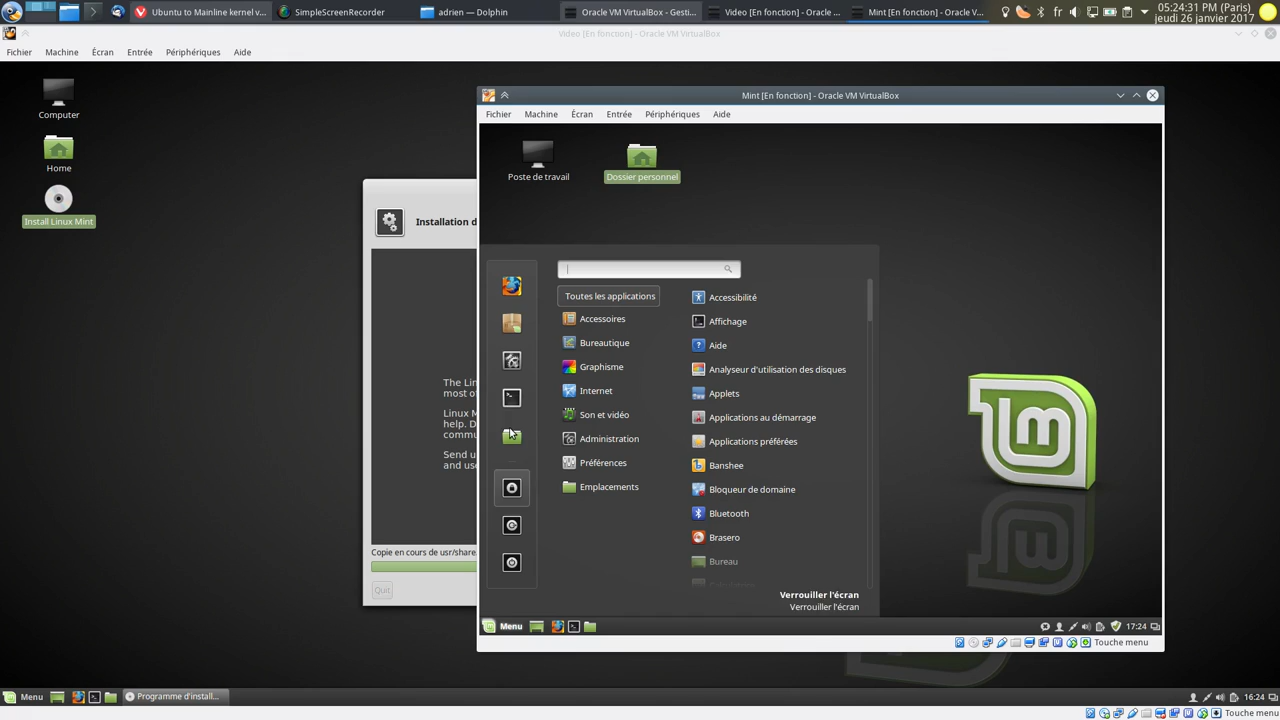 Ubuntu to Mainline kernel v...
SimpleScreenRecorder
adrien — Dolphin
Oracle VM VirtualBox - Gesti...
Video [En fonction] - Oracle ...
Mint [En fonction] - Oracle V...
fr
05:24:31 PM (Paris)
jeudi 26 janvier 2017
Video [En fonction] - Oracle VM VirtualBox
Fichier Machine Écran Entrée Périphériques Aide
Computer
Home
Install Linux Mint
Installation d
The Lin
most of
Linux M
help. D
commu
Send u
and use
Copie en cours de usr/share
Quit
Mint [En fonction] - Oracle VM VirtualBox
Fichier Machine Écran Entrée Périphériques Aide
Poste de travail
Dossier personnel
Toutes les applications
Accessoires
Bureautique
Graphisme
Internet
Son et vidéo
Administration
Préférences
Emplacements
Accessibilité
Affichage
Aide
Analyseur d'utilisation des disques
Applets
Applications au démarrage
Applications préférées
Banshee
Bloqueur de domaine
Bluetooth
Brasero
Bureau
Verrouiller l'écran
Verrouiller l'écran
Menu
17:24
Touche menu
Menu
Programme d'install...
16:24
Touche menu